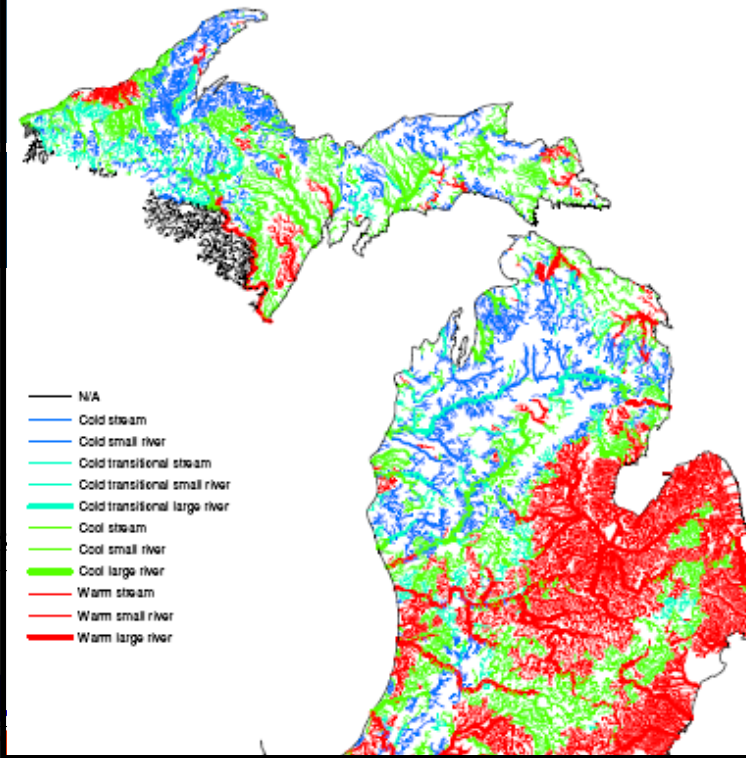 N/A
Cold stream
Cold small river
Cold transitional stream
Cold transitional small river
Cold transitional large river
Cool stream
Cool small river
Cool large river
Warm stream
Warm small river
Warm large river